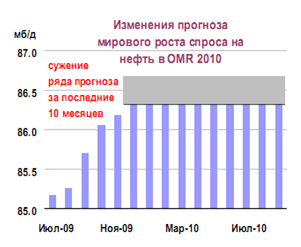 Изменения прогноза
мб/д
мирового роста спроса на
нефть в OMR 2010
87.0
сужение
ряда прогноза
за последние
10 месяцев
86.5
86.0
85.5
85.0
Июл-09 Ноя-09 Мар-10 Июл-10